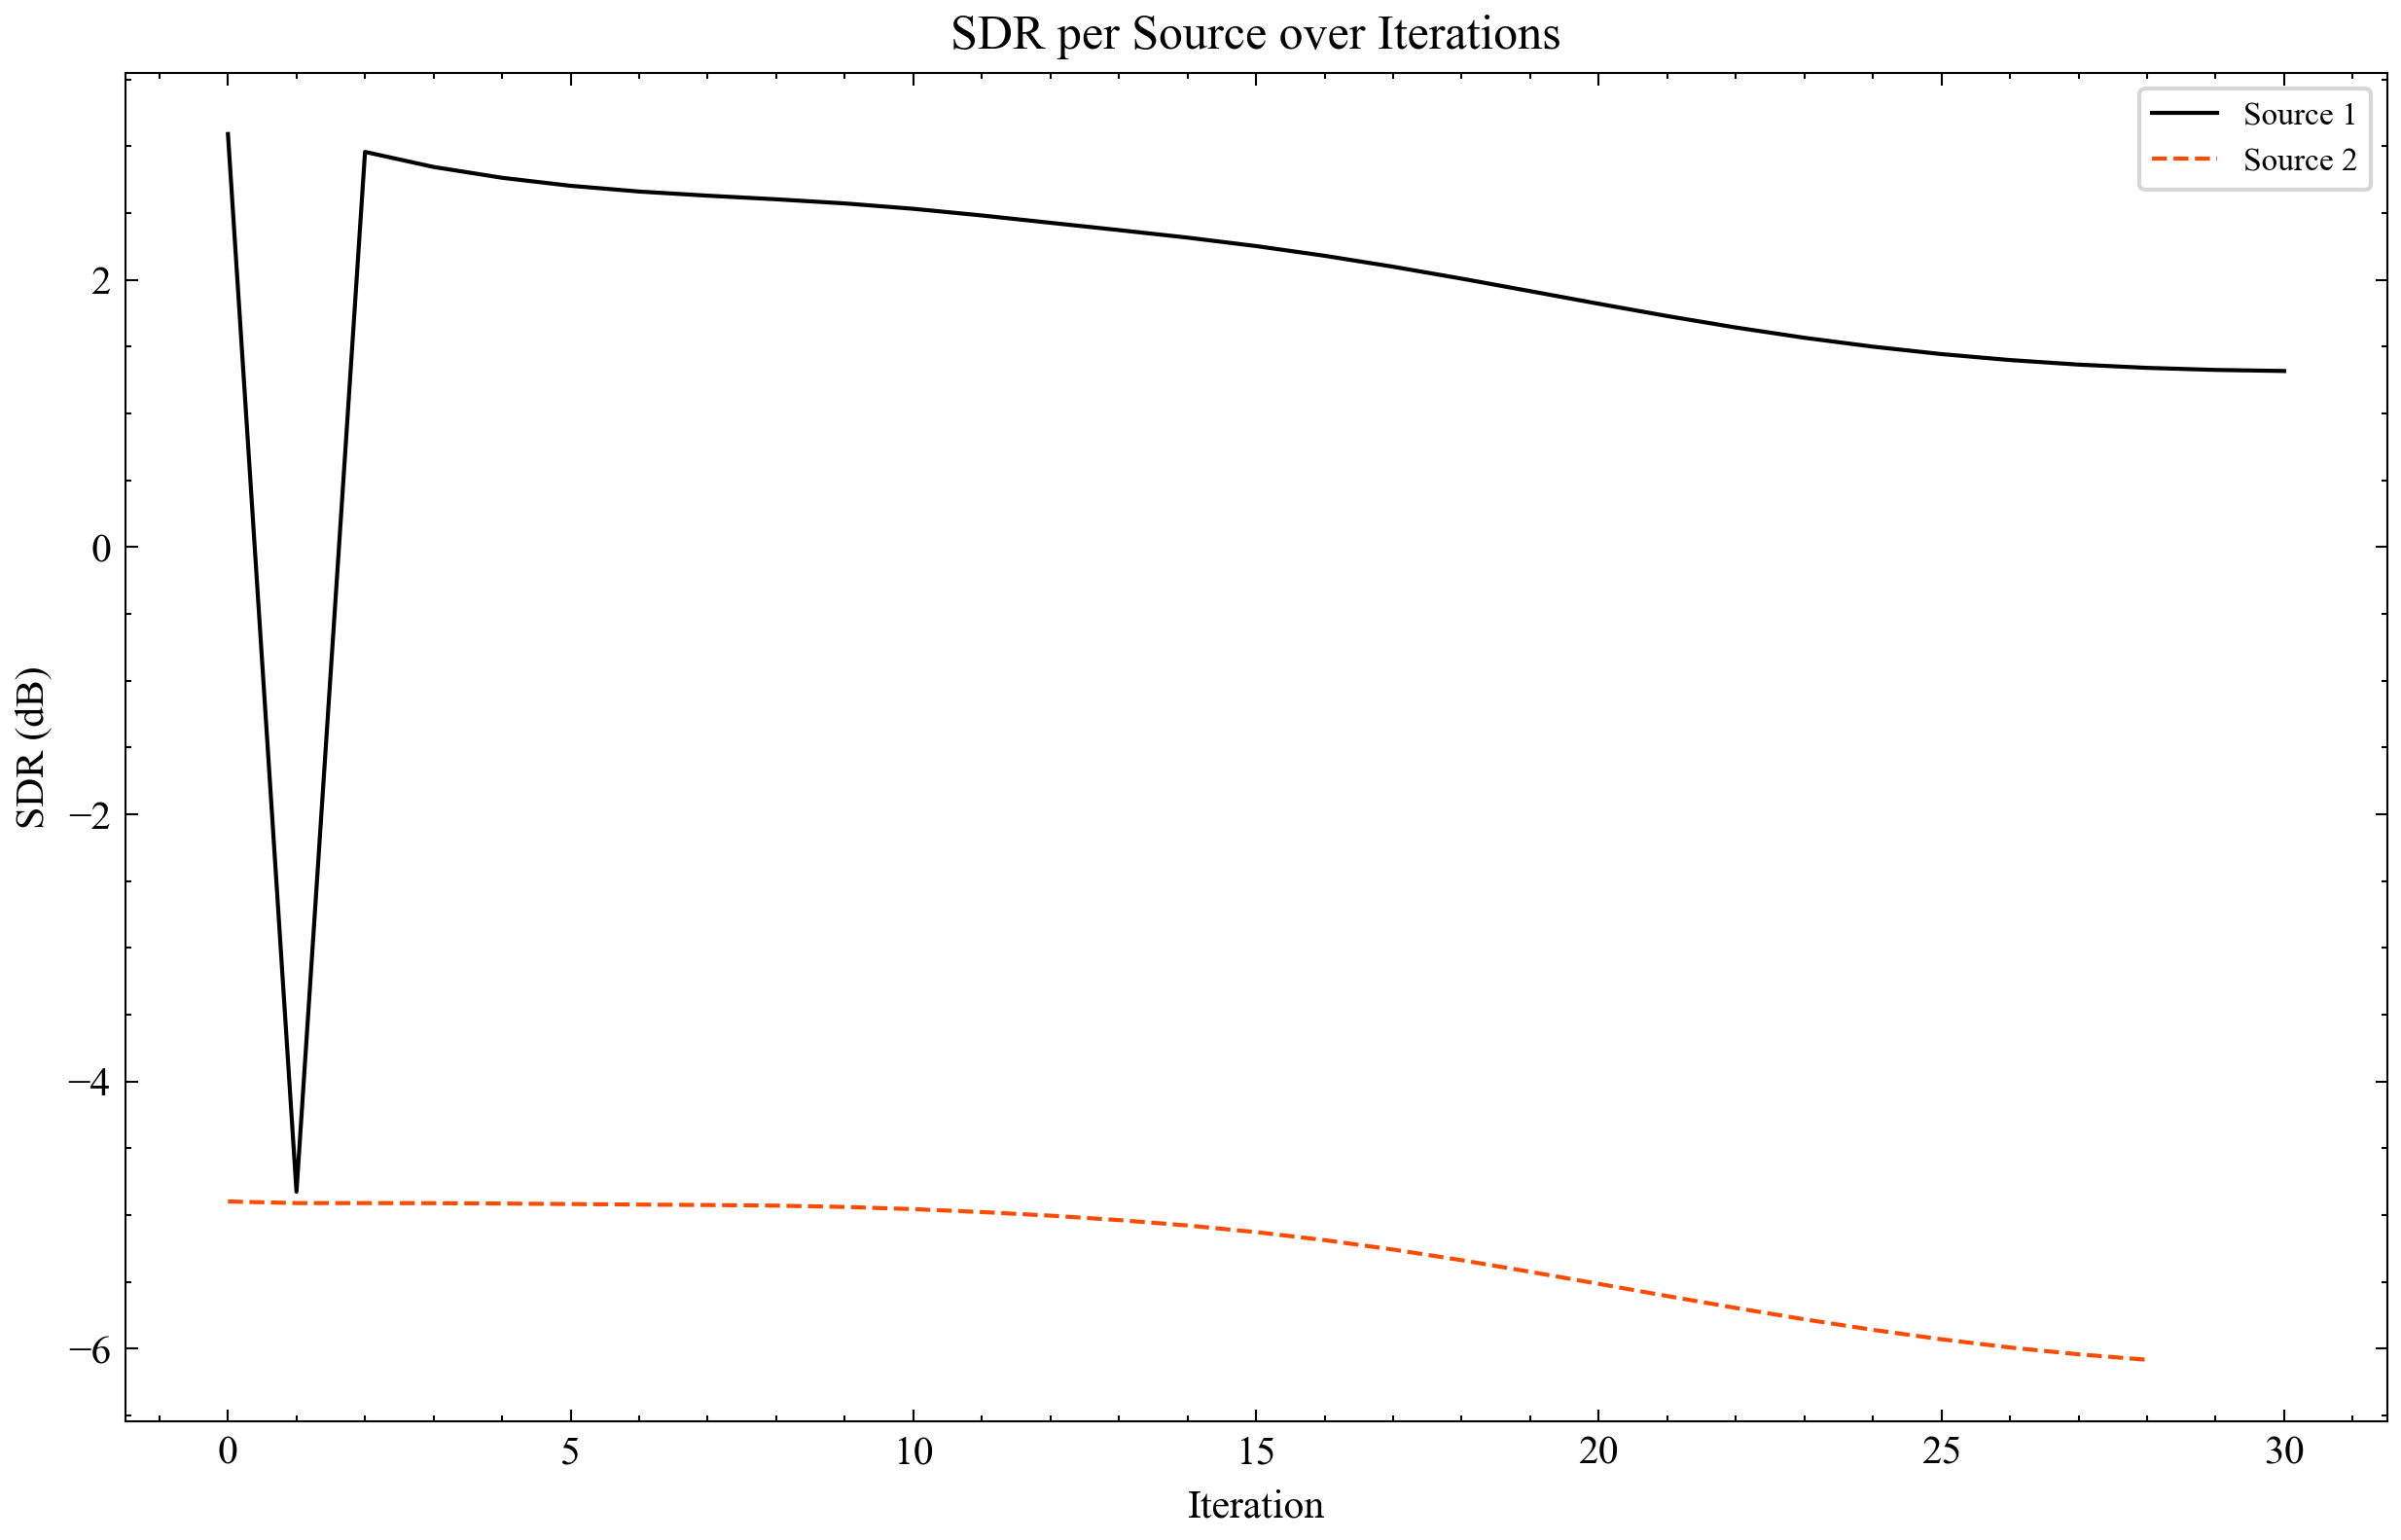 SDR per Source over Iterations
Source 1
Source 2
2
0
−2
−4
−6
SDR (dB)
0 5 10 15 20 25 30
Iteration